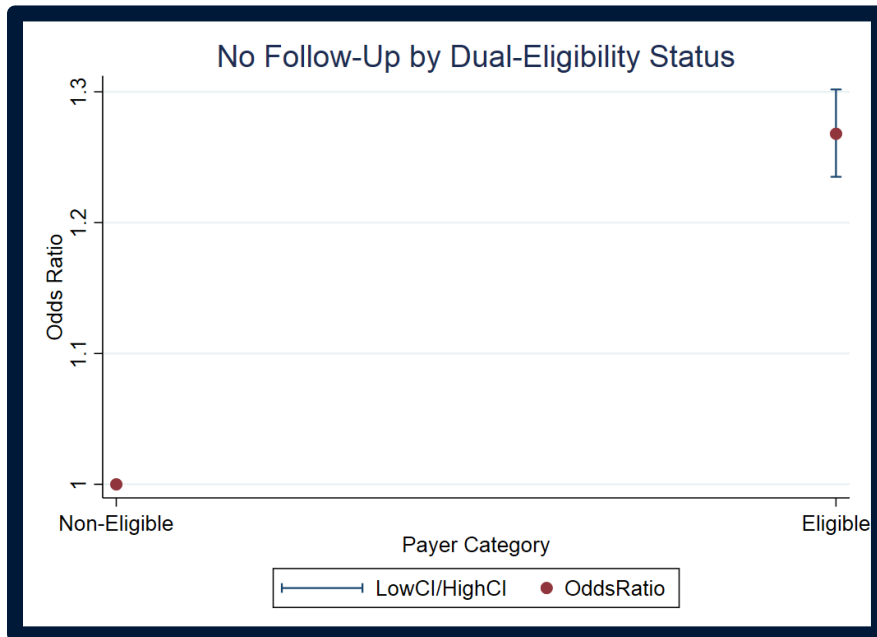 No Follow-Up by Dual-Eligibility Status
Odds Ratio
1.3
1.2
1.1
1
Non-Eligible
Eligible
Payer Category
LowCI/HighCI
OddsRatio